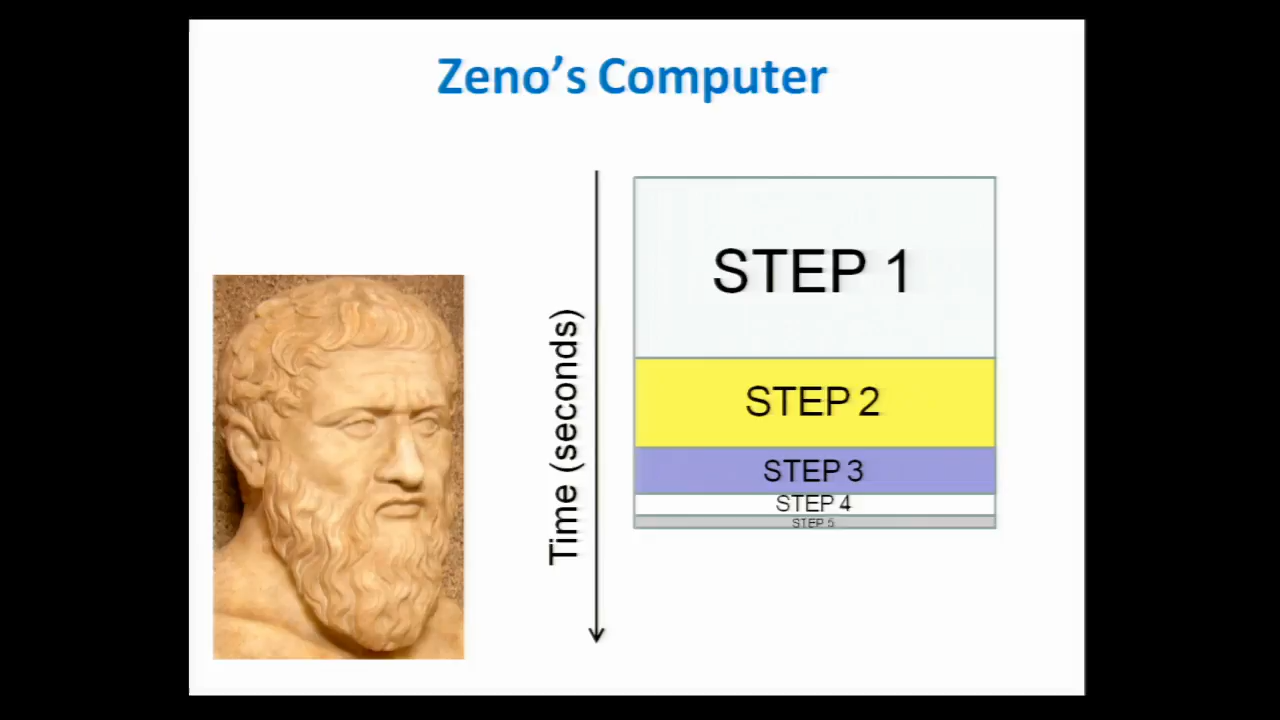 Zeno's Computer
Time (seconds)
STEP 1
STEP 2
STEP 3
STEP 4
STEP 5